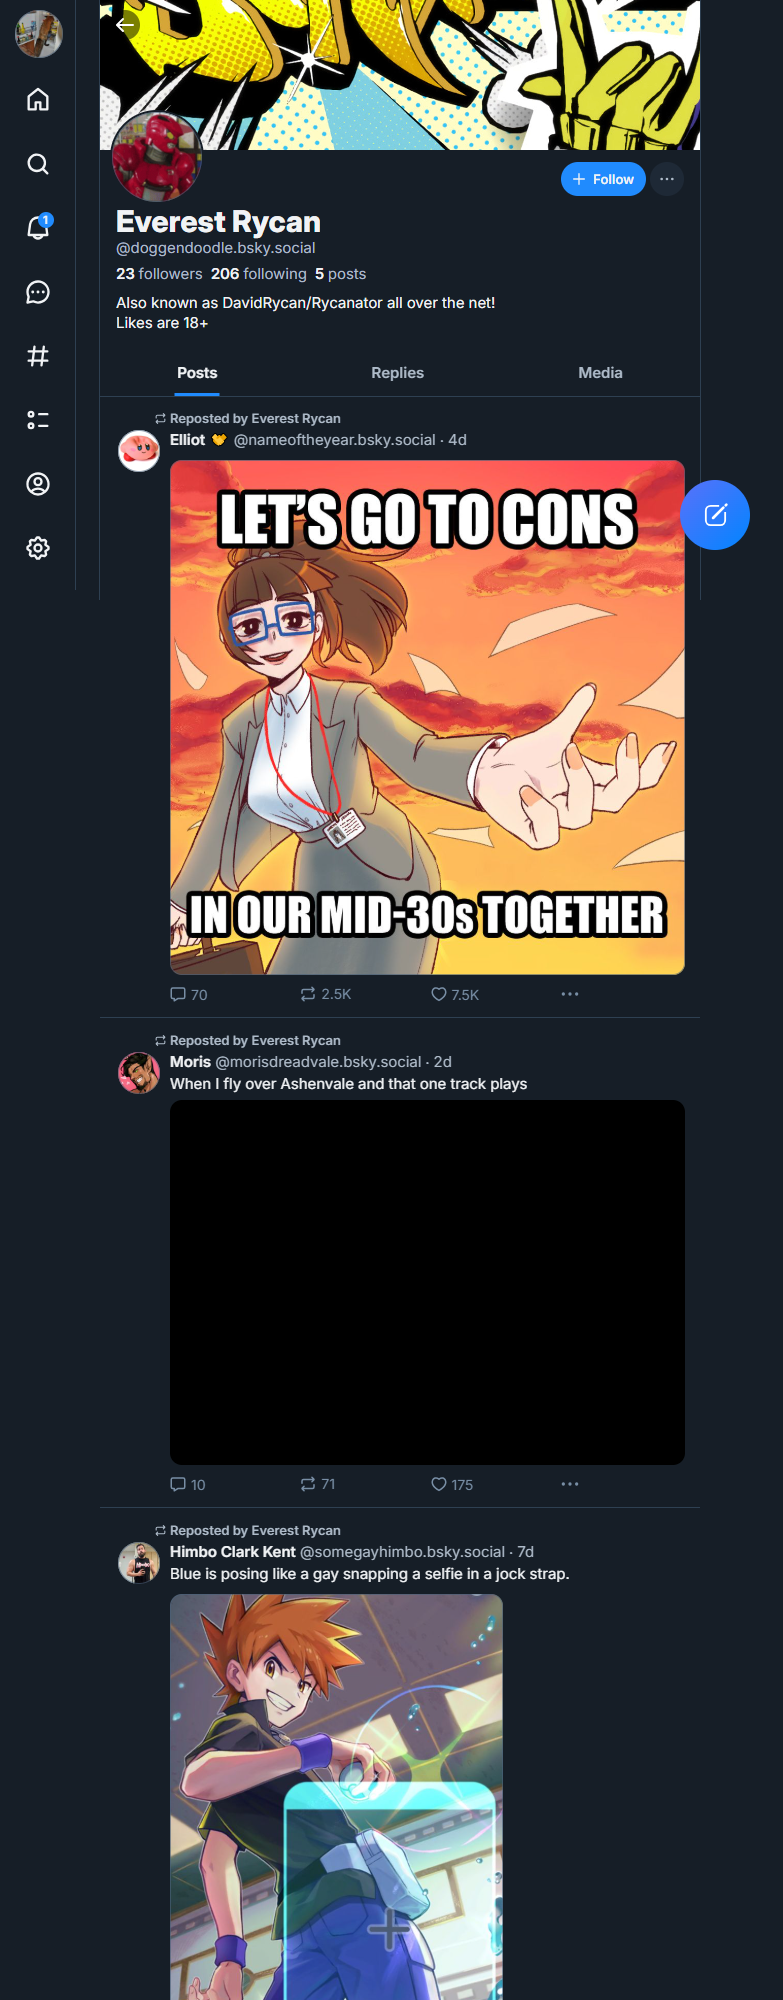 1
+ Follow
Everest Rycan
@doggendoodle.bsky.social
23 followers 206 following 5 posts
Also known as DavidRycan/Rycanator all over the net!
Likes are 18+
Posts Replies Media
Reposted by Everest Rycan
Elliot @nameoftheyear.bsky.social · 4d
LET'S GO TO CONS
IN OUR MID-30s TOGETHER
70 2.5K 7.5K
Reposted by Everest Rycan
Moris @morisdreadvale.bsky.social · 2d
When I fly over Ashenvale and that one track plays
10 71 175
Reposted by Everest Rycan
Himbo Clark Kent @somegayhimbo.bsky.social · 7d
Blue is posing like a gay snapping a selfie in a jock strap.